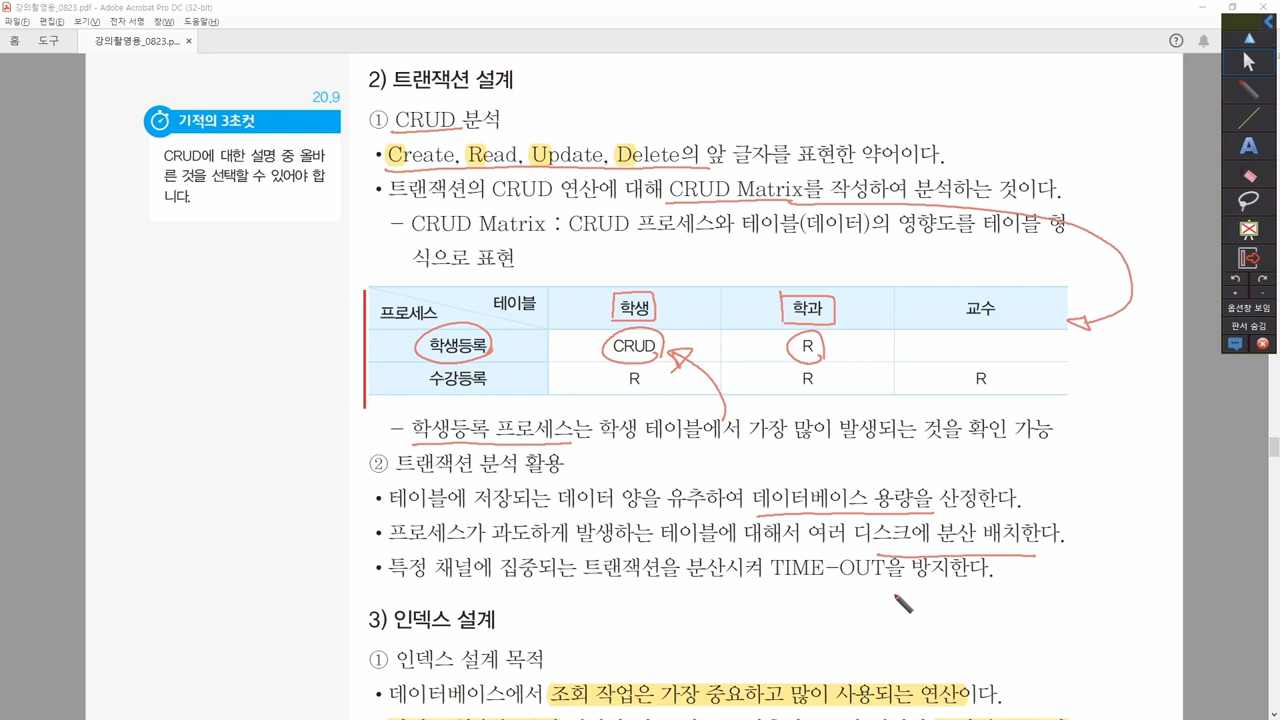 강의촬영용_0823.pdf - Adobe Acrobat Pro DC (32-bit)
파일(F) 편집(E) 보기(V) 전자 서명 창(W) 도움말(H)
홈 도구 강의촬영용_0823.p... ×
2) 트랜잭션 설계
20.9
기적의 3초컷
CRUD에 대한 설명 중 올바
른 것을 선택할 수 있어야 합
니다.
① CRUD 분석
• Create, Read, Update, Delete의 앞 글자를 표현한 약어이다.
• 트랜잭션의 CRUD 연산에 대해 CRUD Matrix를 작성하여 분석하는 것이다.
- CRUD Matrix : CRUD 프로세스와 테이블(데이터)의 영향도를 테이블 형
식으로 표현
프로세스 테이블 학생 학과 교수
학생등록 CRUD R
수강등록 R R R
- 학생등록 프로세스는 학생 테이블에서 가장 많이 발생되는 것을 확인 가능
② 트랜잭션 분석 활용
• 테이블에 저장되는 데이터 양을 유추하여 데이터베이스 용량을 산정한다.
• 프로세스가 과도하게 발생하는 테이블에 대해서 여러 디스크에 분산 배치한다.
• 특정 채널에 집중되는 트랜잭션을 분산시켜 TIME-OUT을 방지한다.
3) 인덱스 설계
① 인덱스 설계 목적
• 데이터베이스에서 조회 작업은 가장 중요하고 많이 사용되는 연산이다.
A
+ -
옵션창 보임
판서 숨김